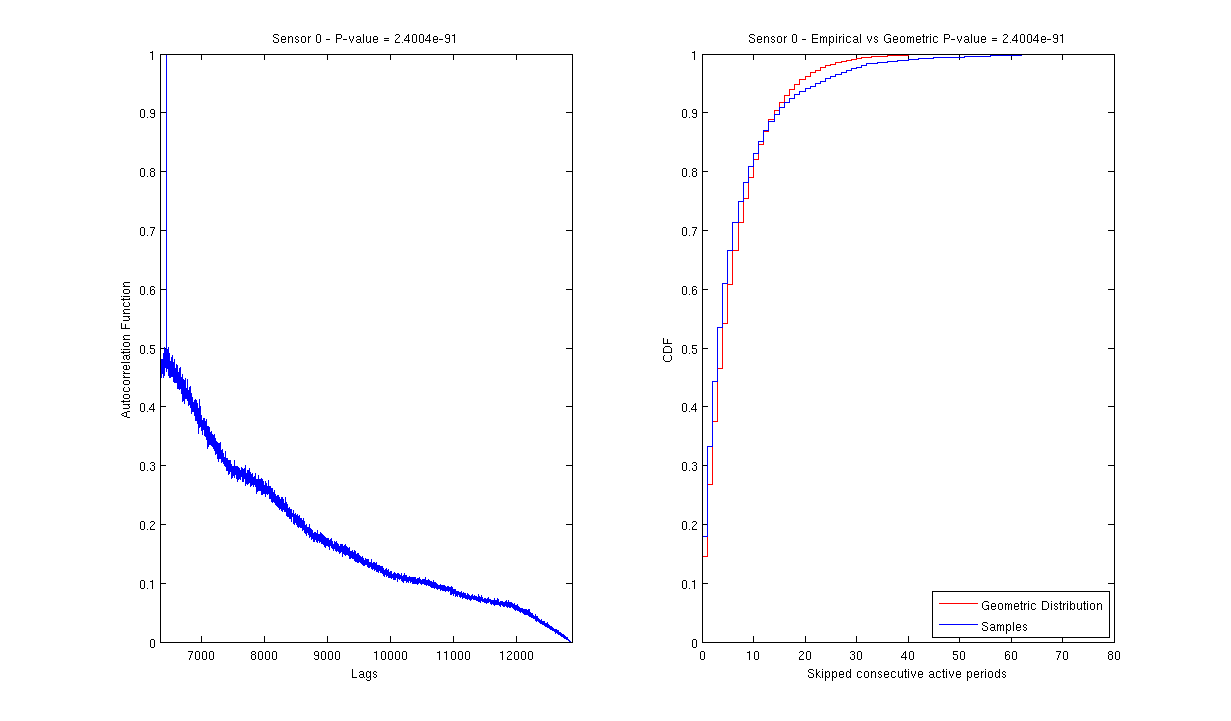 Sensor 0 - P-value = 2.4004e-91
1
0.9
0.8
0.7
0.6
0.5
0.4
0.3
0.2
0.1
0
Autocorrelation Function
7000 8000 9000 10000 11000 12000
Lags
Sensor 0 - Empirical vs Geometric P-value = 2.4004e-91
1
0.9
0.8
0.7
0.6
0.5
0.4
0.3
0.2
0.1
0
CDF
Geometric Distribution
Samples
0 10 20 30 40 50 60 70 80
Skipped consecutive active periods